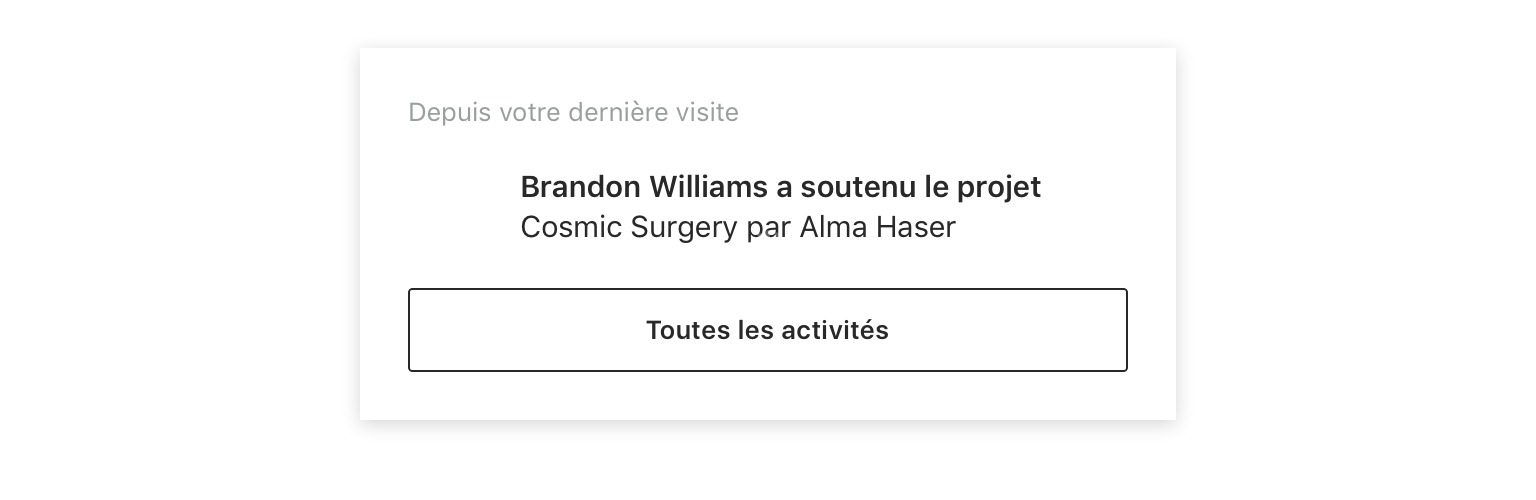 Depuis votre dernière visite
Brandon Williams a soutenu le projet
Cosmic Surgery par Alma Haser
Toutes les activités